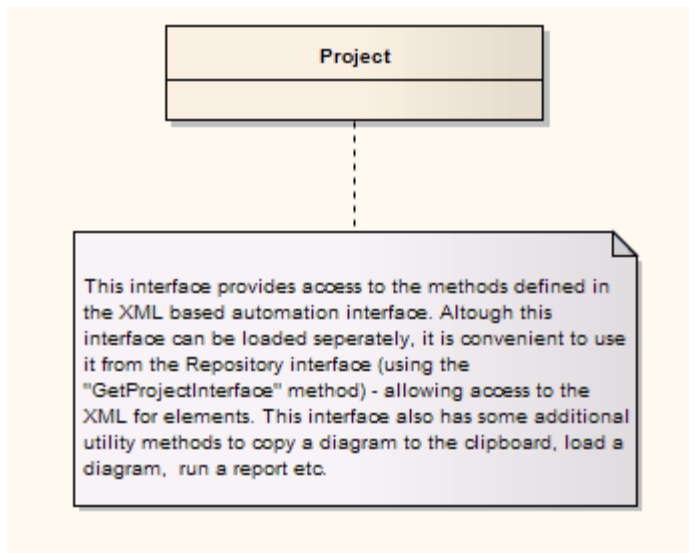 Project
This interface provides access to the methods defined in
the XML based automation interface. Altough this
interface can be loaded seperately, it is convenient to use
it from the Repository interface (using the
"GetProjectInterface" method) - allowing access to the
XML for elements. This interface also has some additional
utility methods to copy a diagram to the clipboard, load a
diagram,  run a report etc.